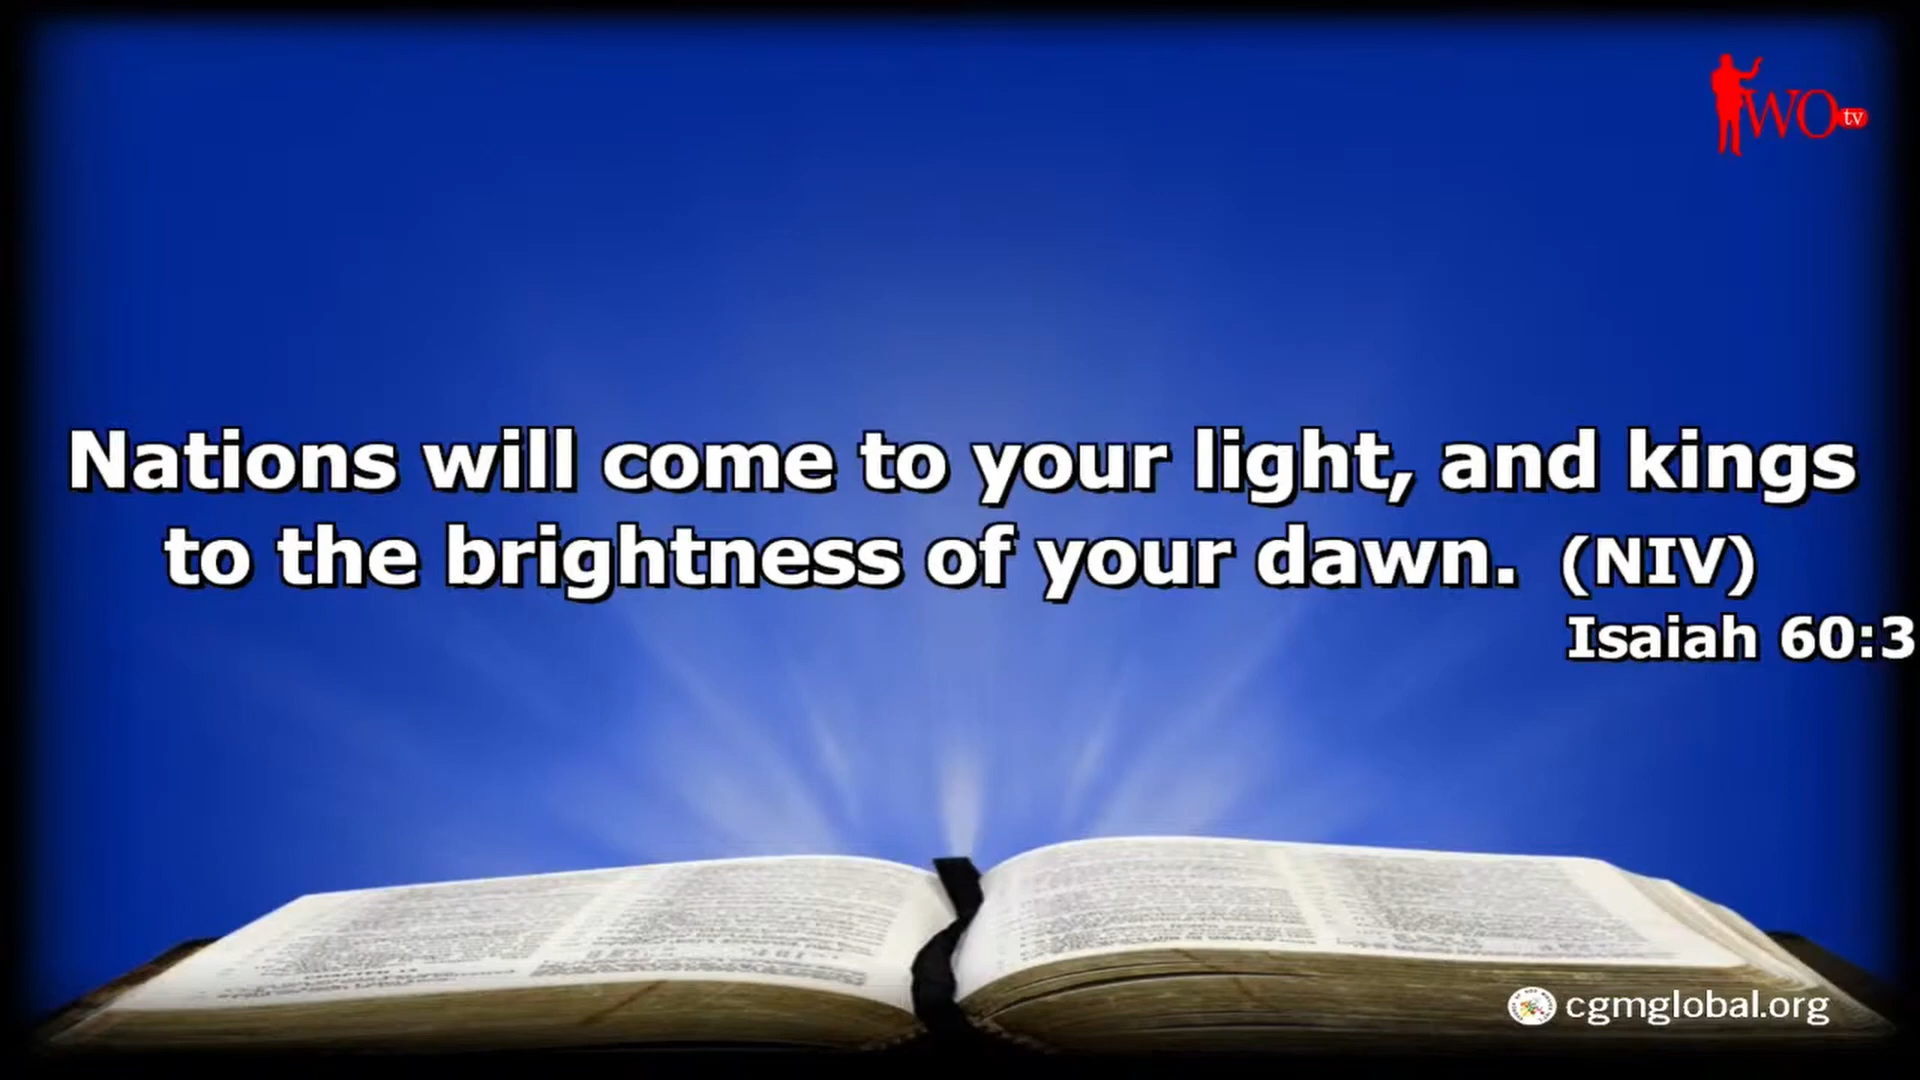 WO tv
Nations will come to your light, and kings
to the brightness of your dawn. (NIV)
Isaiah 60:3
cgmglobal.org